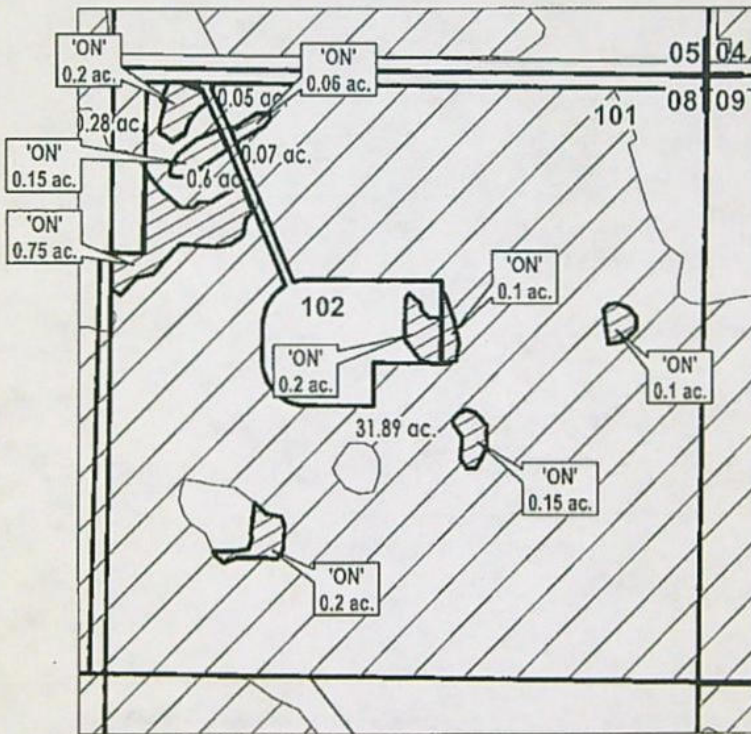 'ON'
0.2 ac.
'ON'
0.06 ac.
05 04
08 09
0.05 ac.
101
0.28 ac.
'ON'
0.15 ac.
0.07 ac.
0.6 ac
'ON'
0.75 ac.
'ON'
0.1 ac.
102
'ON'
0.2 ac.
'ON'
0.1 ac.
31.89 ac.
'ON'
0.15 ac.
'ON'
0.2 ac.